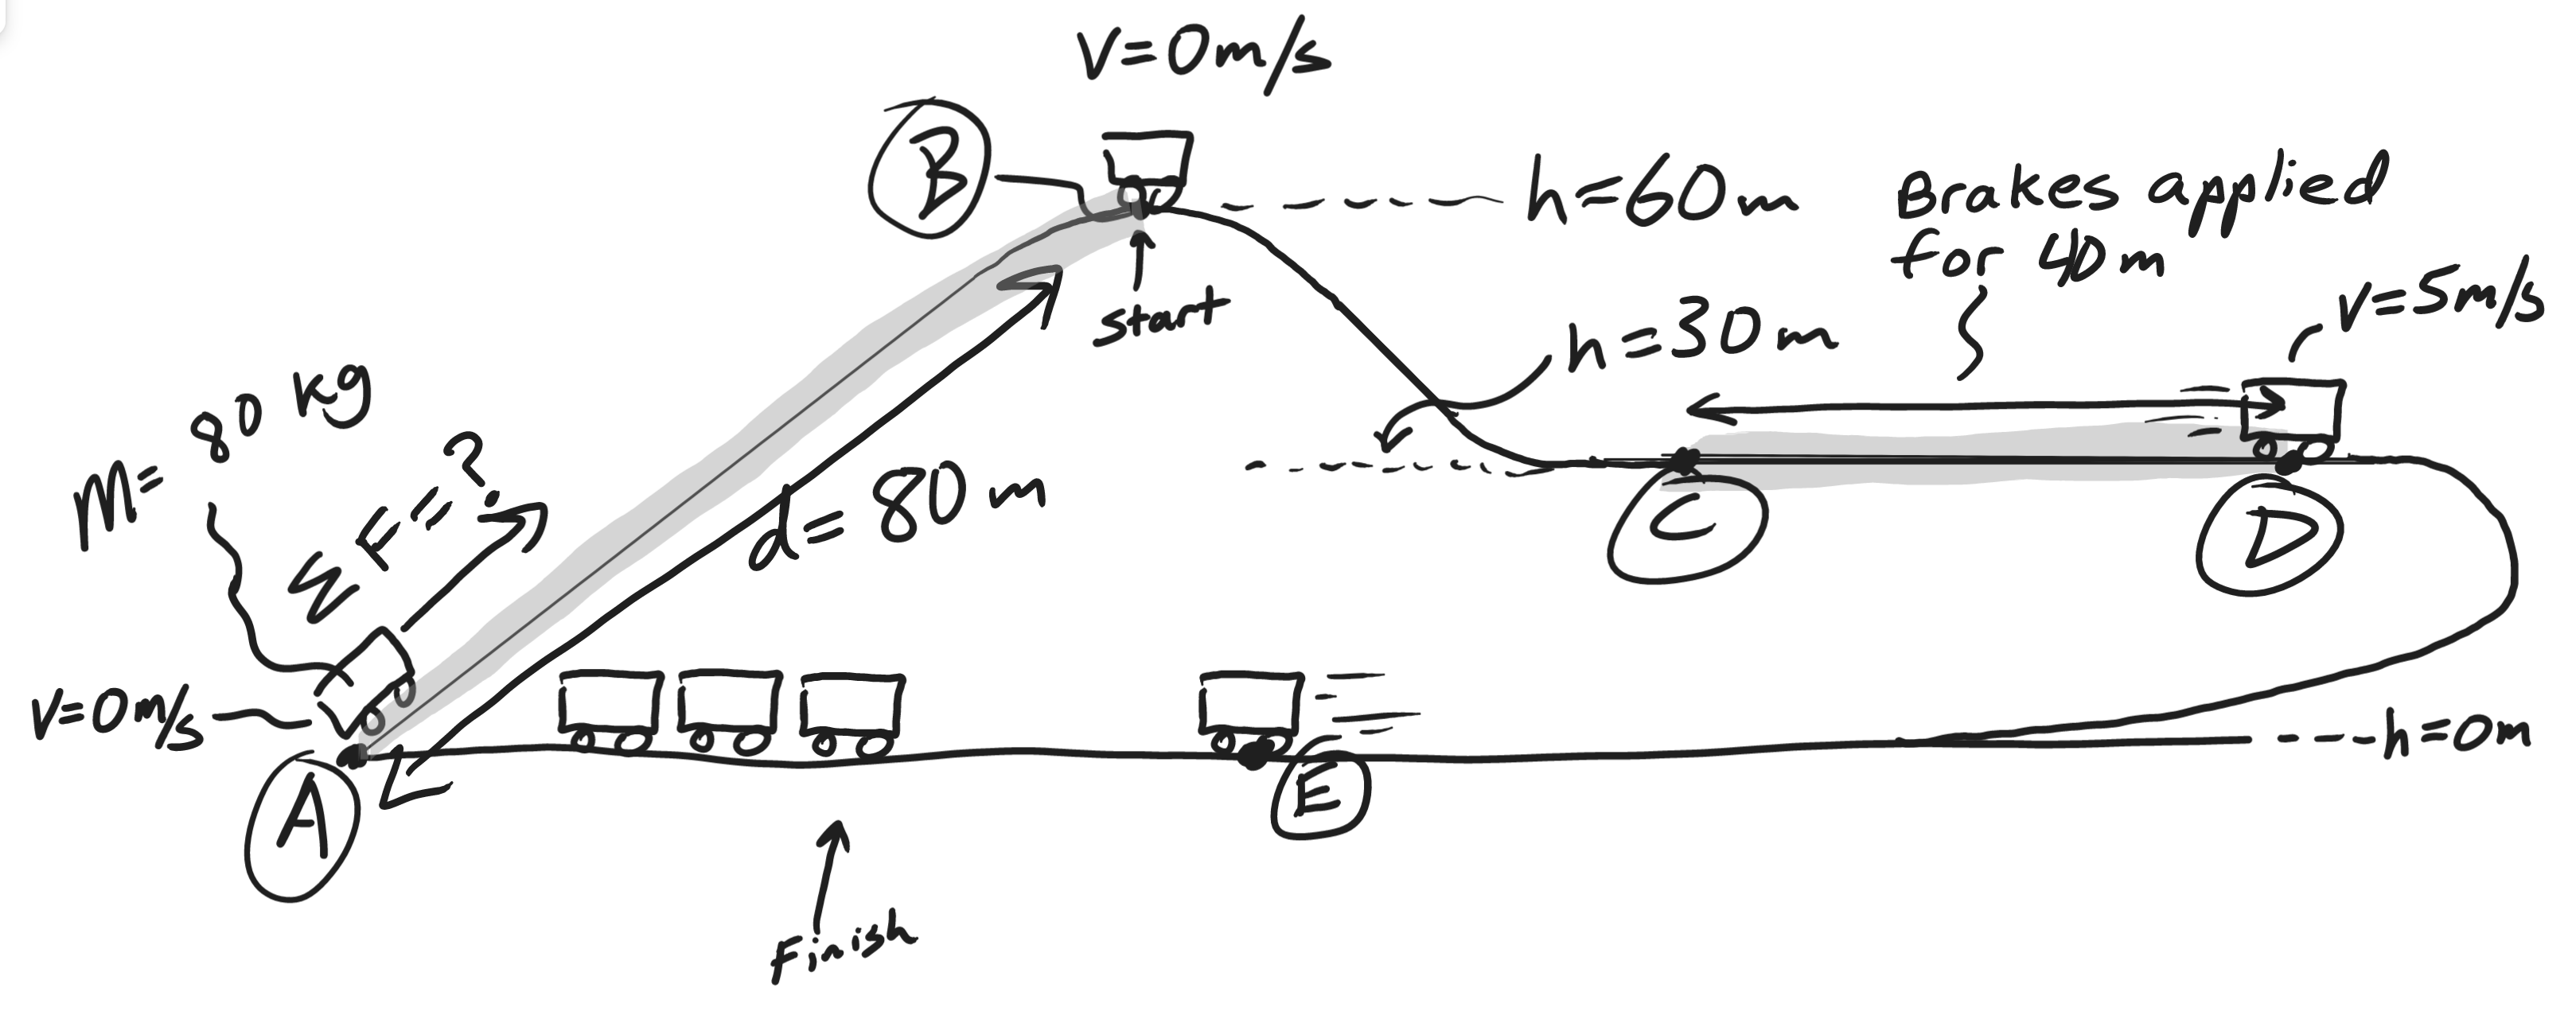 V=0m/s
B
h=60m
Brakes applied
for 40m
start
h=30m
v=5m/s
M=80kg
ΣF=?
d=80m
C
D
v=0m/s
A
E
h=0m
Finish